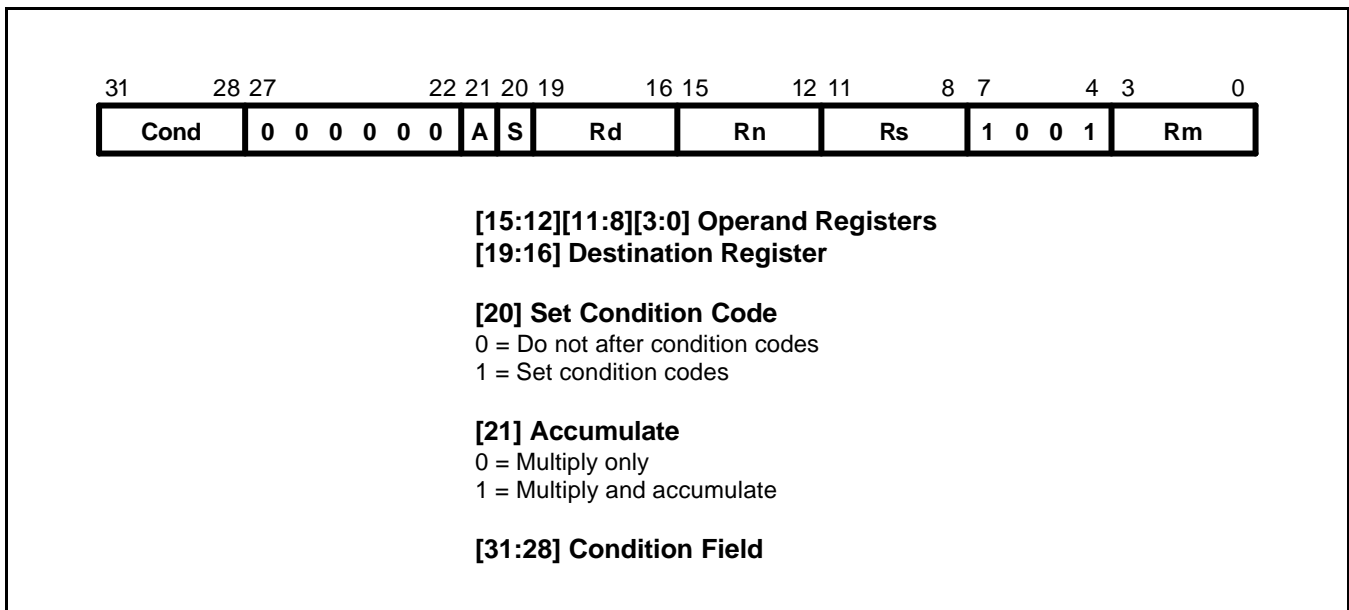 31 28 27 22 21 20 19 16 15 12 11 8 7 4 3 0
Cond 0 0 0 0 0 0 A S Rd Rn Rs 1 0 0 1 Rm
[15:12][11:8][3:0] Operand Registers
[19:16] Destination Register
[20] Set Condition Code
0 = Do not after condition codes
1 = Set condition codes
[21] Accumulate
0 = Multiply only
1 = Multiply and accumulate
[31:28] Condition Field